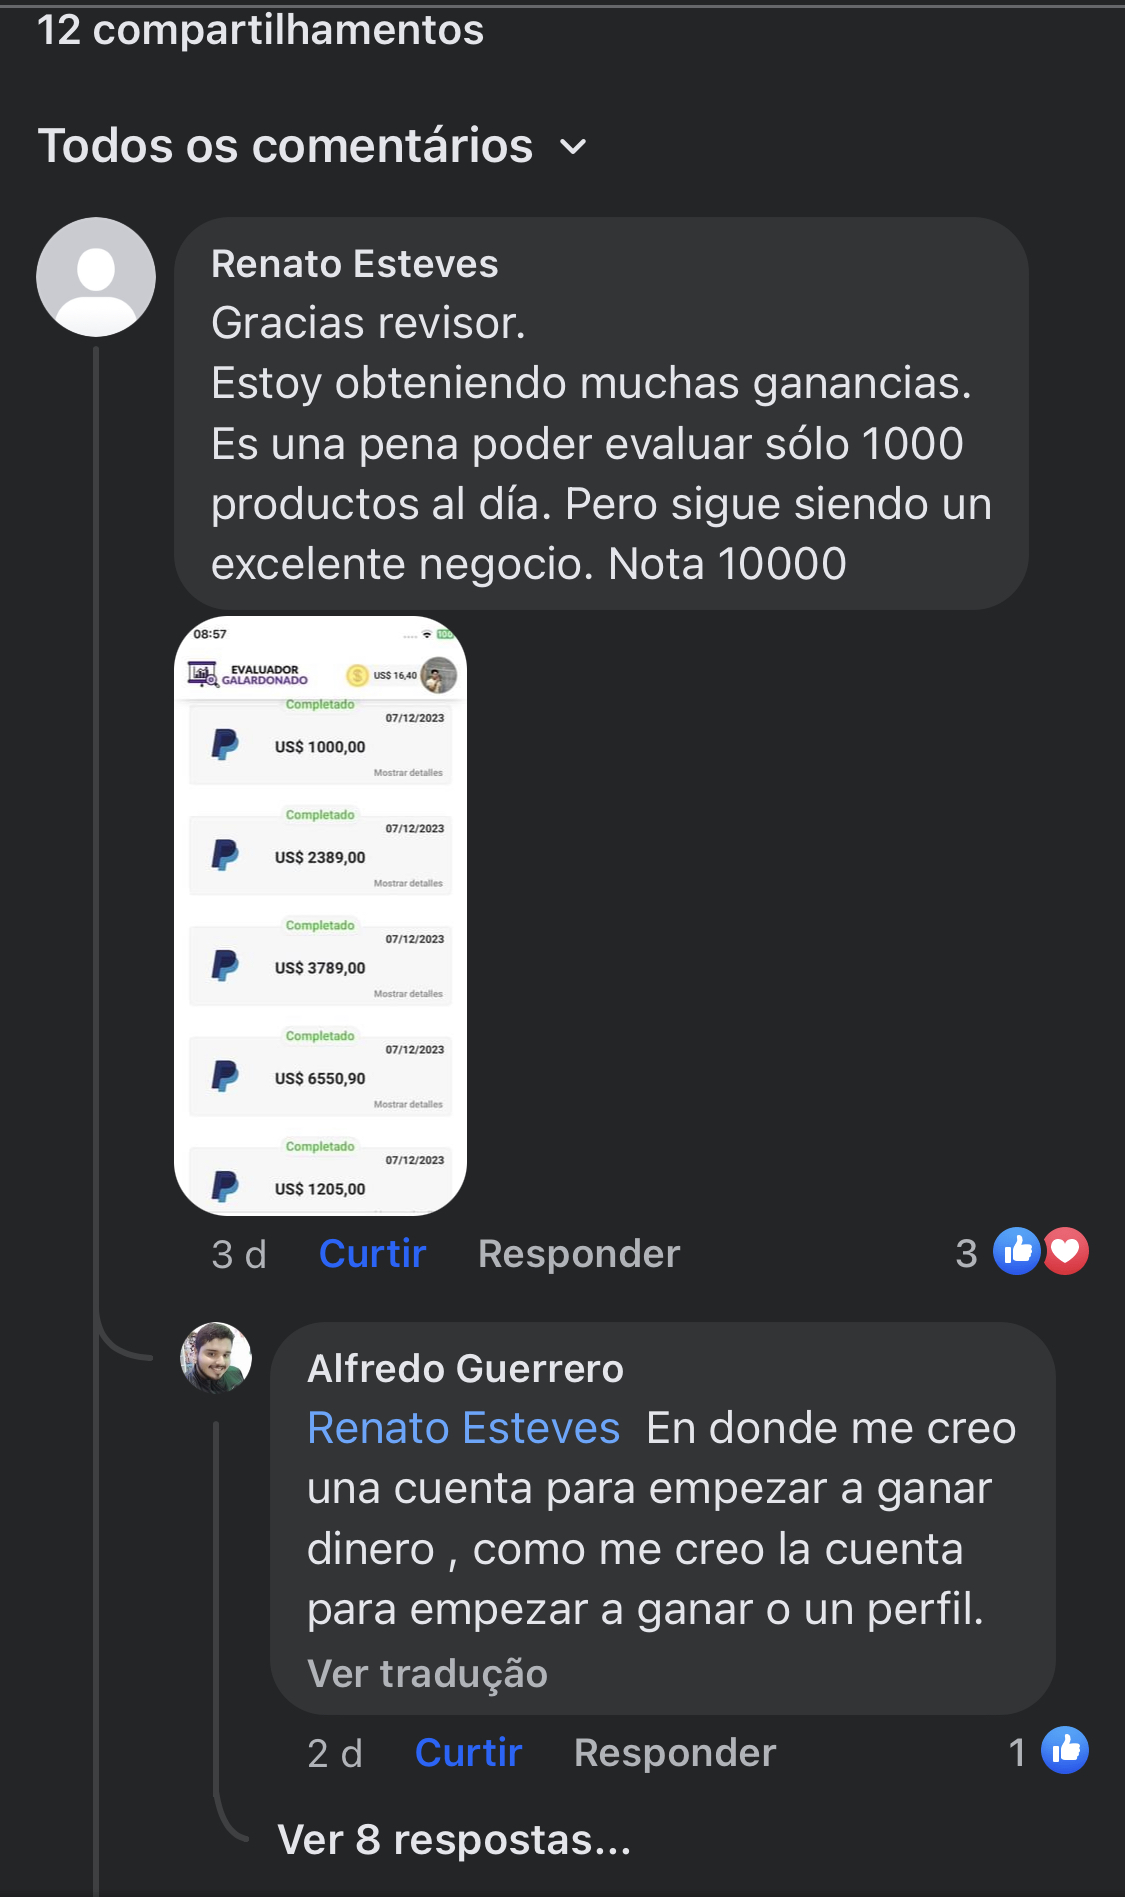 12 compartilhamentos
Todos os comentários
Renato Esteves
Gracias revisor.
Estoy obteniendo muchas ganancias.
Es una pena poder evaluar sólo 1000
productos al día. Pero sigue siendo un
excelente negocio. Nota 10000
08:57
100
EVALUADOR
GALARDONADO
US$ 16,40
Completado
07/12/2023
US$ 1000,00
Mostrar detalles
Completado
07/12/2023
US$ 2389,00
Mostrar detalles
Completado
07/12/2023
US$ 3789,00
Mostrar detalles
Completado
07/12/2023
US$ 6550,90
Mostrar detalles
Completado
07/12/2023
US$ 1205,00
3 d Curtir Responder 3
Alfredo Guerrero
Renato Esteves En donde me creo
una cuenta para empezar a ganar
dinero , como me creo la cuenta
para empezar a ganar o un perfil.
Ver tradução
2 d Curtir Responder 1
Ver 8 respostas...